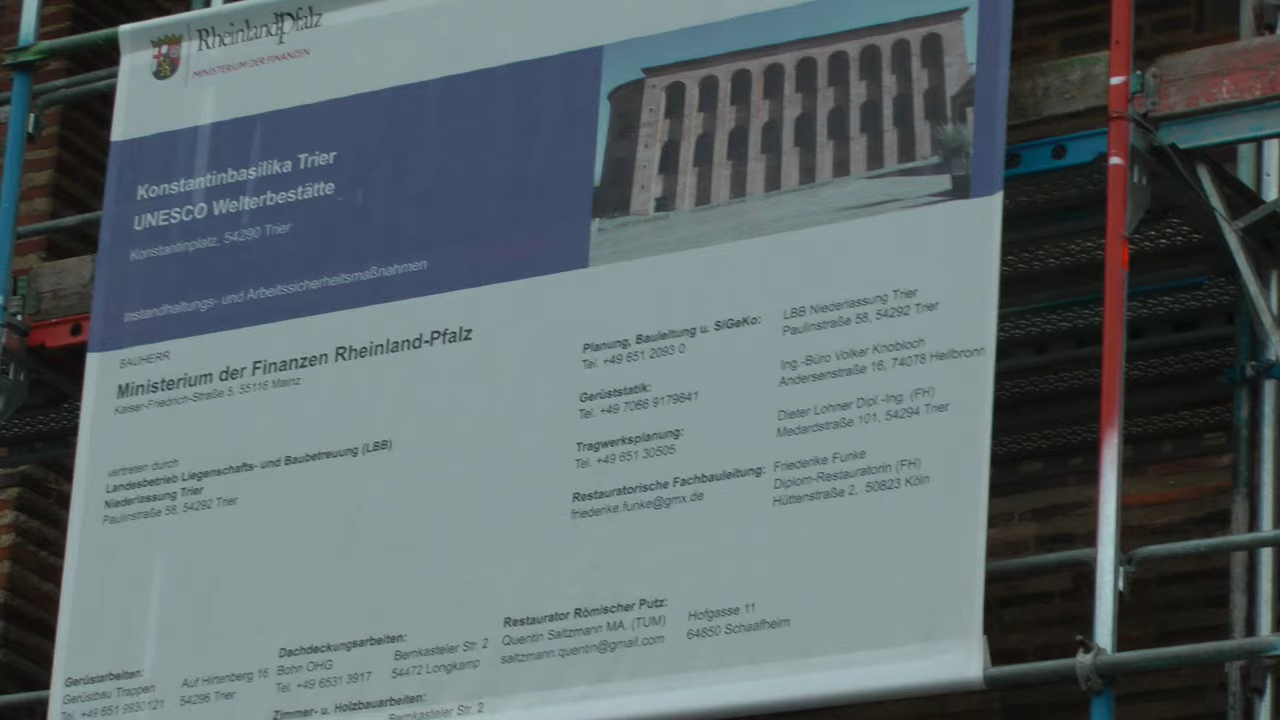 RheinlandPfalz
MINISTERIUM DER FINANZEN
Konstantinbasilika Trier
UNESCO Welterbestätte
Konstantinplatz, 54290 Trier
Instandhaltungs- und Arbeitssicherheitsmaßnahmen
BAUHERR
Ministerium der Finanzen Rheinland-Pfalz
Kaiser-Friedrich-Straße 5, 55116 Mainz
vertreten durch
Landesbetrieb Liegenschafts- und Baubetreuung (LBB)
Niederlassung Trier
Paulinstraße 58, 54292 Trier
Planung, Bauleitung u. SiGeKo:
Tel. +49 651 2093 0
LBB Niederlassung Trier
Paulinstraße 58, 54292 Trier
Gerüststatik:
Tel. +49 7066 9179841
Ing.-Büro Volker Knobloch
Andersenstraße 16, 74078 Heilbronn
Tragwerksplanung:
Tel. +49 651 30505
Dieter Lohner Dipl.-Ing. (FH)
Medardstraße 101, 54294 Trier
Restauratorische Fachbauleitung:
friederike.funke@gmx.de
Friederike Funke
Diplom-Restauratorin (FH)
Hüttenstraße 2, 50823 Köln
Gerüstarbeiten:
Gerüstbau Trappen
Tel. +49 651 9930121
Auf Hirtenberg 16
54296 Trier
Dachdeckungsarbeiten:
Bohn OHG
Tel. +49 6531 3917
Bernkasteler Str. 2
54472 Longkamp
Zimmer- u. Holzbauarbeiten:
Bernkasteler Str. 2
Restaurator Römischer Putz:
Quentin Saltzmann MA, (TUM)
saltzmann.quentin@gmail.com
Hofgasse 11
64850 Schaafheim